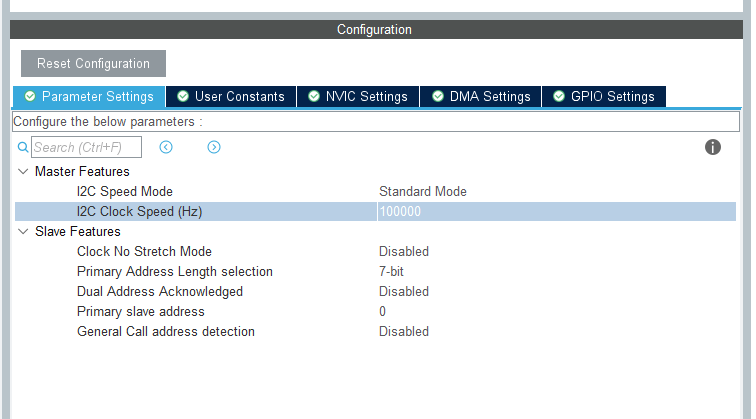 Configuration
Reset Configuration
Parameter Settings User Constants NVIC Settings DMA Settings GPIO Settings
Configure the below parameters :
Search (Ctrl+F)
Master Features
I2C Speed Mode Standard Mode
I2C Clock Speed (Hz) 100000
Slave Features
Clock No Stretch Mode Disabled
Primary Address Length selection 7-bit
Dual Address Acknowledged Disabled
Primary slave address 0
General Call address detection Disabled